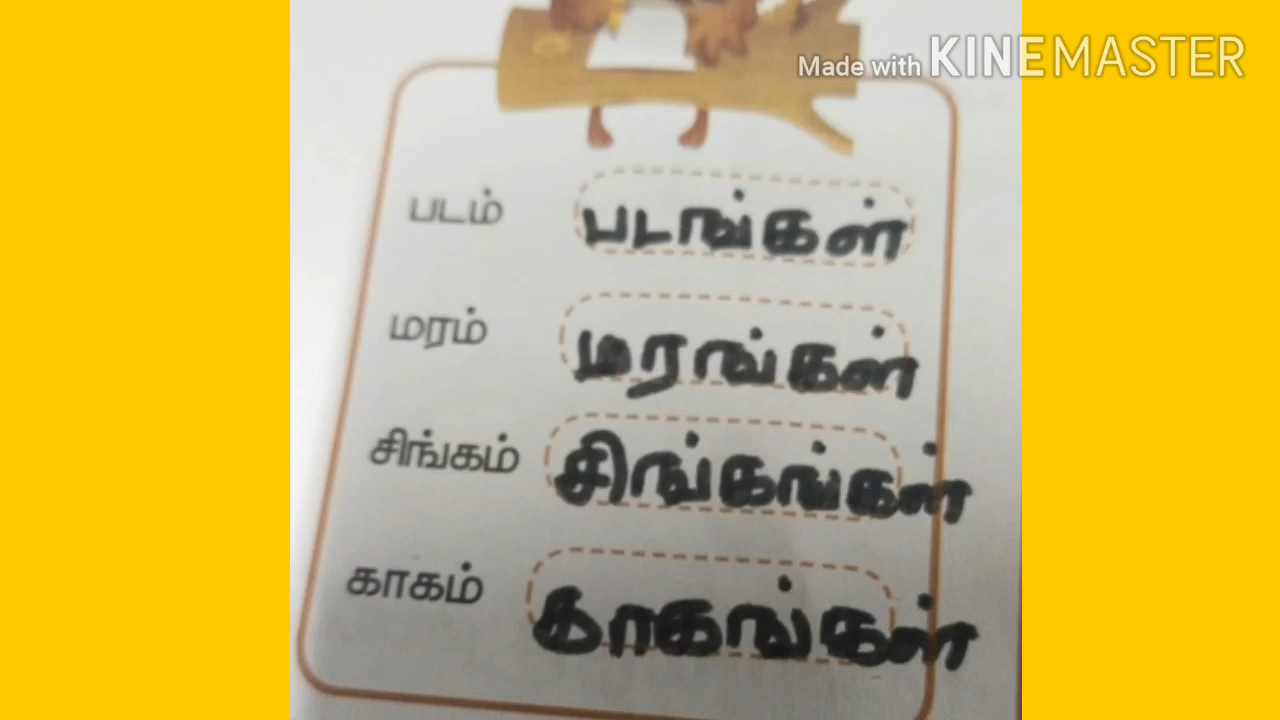 Made with KINEMASTER
படம் படங்கள்
மரம் மரங்கள்
சிங்கம் சிங்கங்கள்
காகம் காகங்கள்